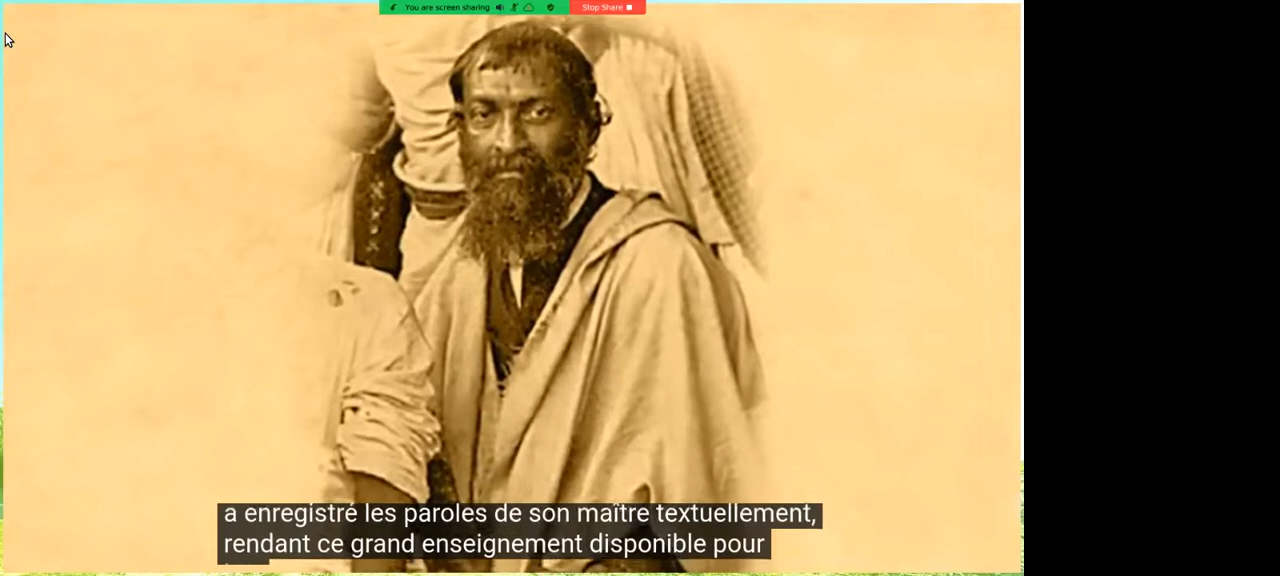 You are screen sharing
Stop Share
a enregistré les paroles de son maître textuellement,
rendant ce grand enseignement disponible pour